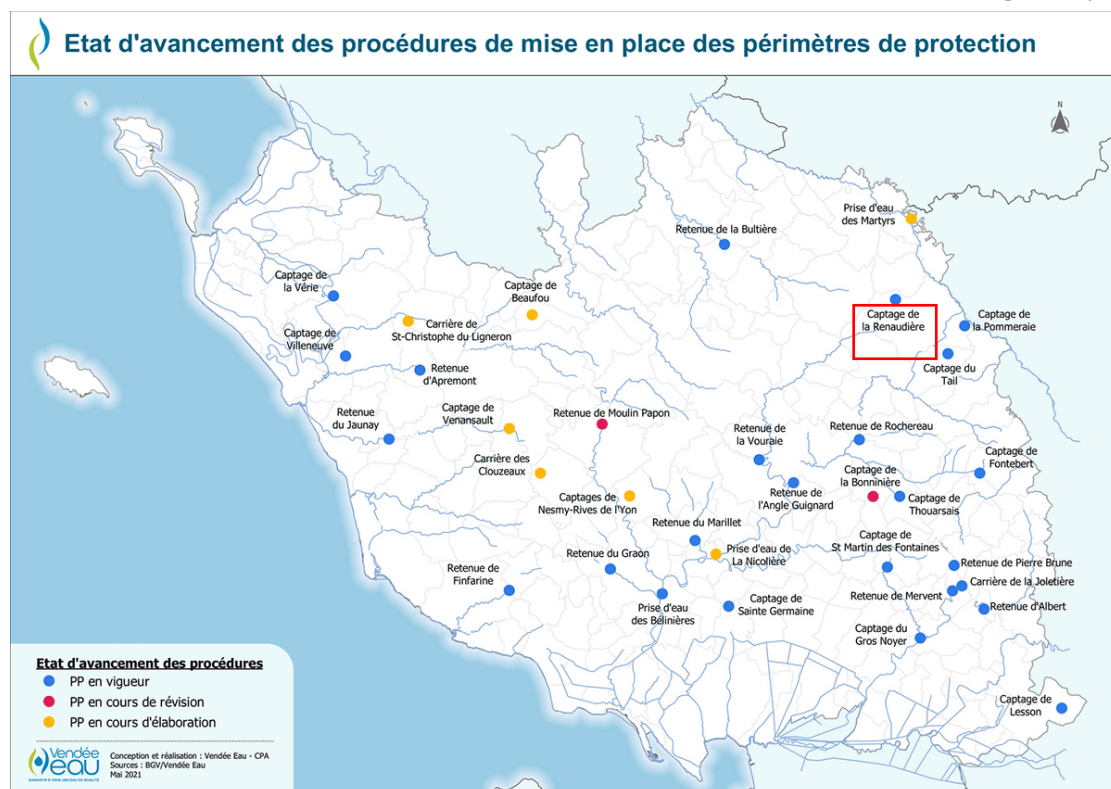 Etat d'avancement des procédures de mise en place des périmètres de protection
N
Prise d'eau
des Martyrs
Retenue de la Bultière
Captage de
la Vérie
Captage de
Beaufou
Captage de
la Renaudière
Captage de
la Pommeraie
Carrière de
St-Christophe du Ligneron
Captage de
Villeneuve
Captage du
Tail
Retenue
d'Apremont
Retenue
du Jaunay
Captage de
Venansault
Retenue de Moulin Papon
Retenue de
la Vouraie
Retenue de Rochereau
Captage de
Fontebert
Carrière des
Clouzeaux
Captage de
la Bonninière
Retenue de
l'Angle Guignard
Captages de
Nesmy-Rives de l'Yon
Captage de
Thouarsais
Retenue du Marillet
Captage de
St Martin des Fontaines
Prise d'eau de
La Nicolière
Retenue du Graon
Retenue de
Finfarine
Retenue de Pierre Brune
Carrière de la Joletière
Retenue de Mervent
Retenue d'Albert
Prise d'eau
des Bélinières
Captage de
Sainte Germaine
Captage du
Gros Noyer
Captage de
Lesson
Etat d'avancement des procédures
PP en vigueur
PP en cours de révision
PP en cours d'élaboration
Vendée
eau
GARANTIR À TOUS UNE EAU DE QUALITÉ
Conception et réalisation : Vendée Eau - CPA
Sources : BGV/Vendée Eau
Mai 2021